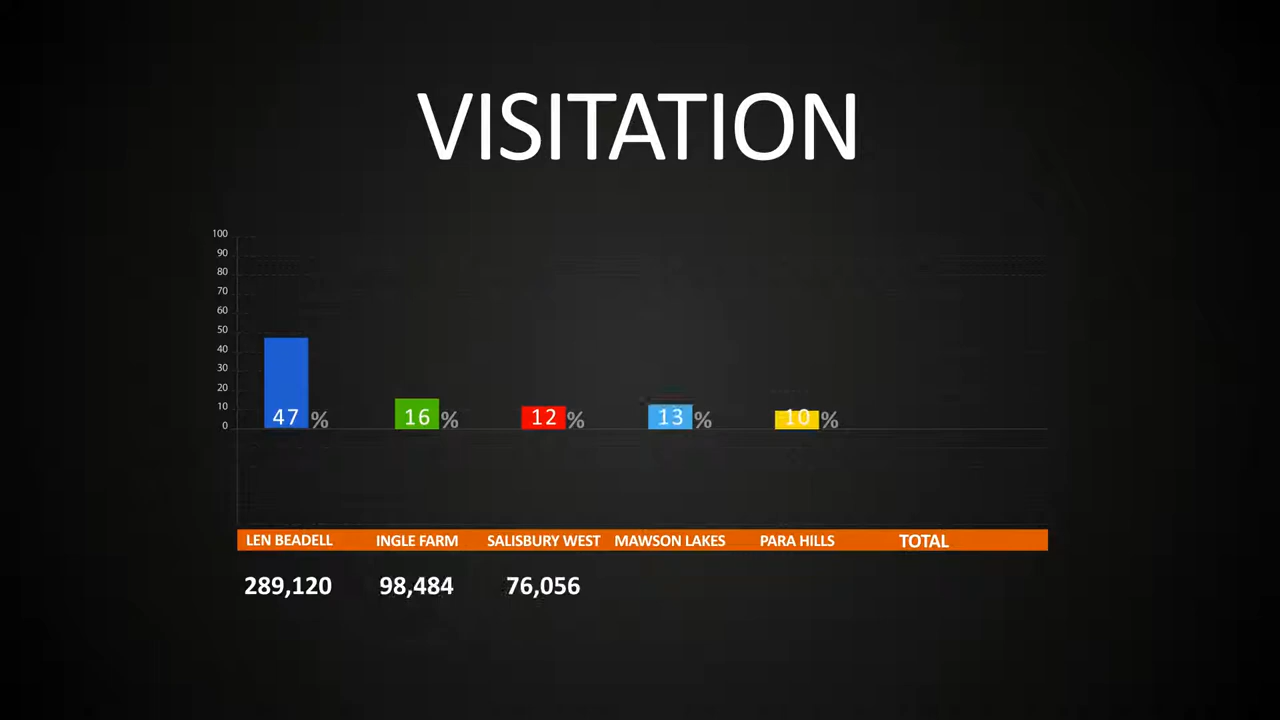 VISITATION
100
90
80
70
60
50
40
30
20
10
0
47 % 16 % 12 % 13 % 10 %
LEN BEADELL INGLE FARM SALISBURY WEST MAWSON LAKES PARA HILLS TOTAL
289,120 98,484 76,056